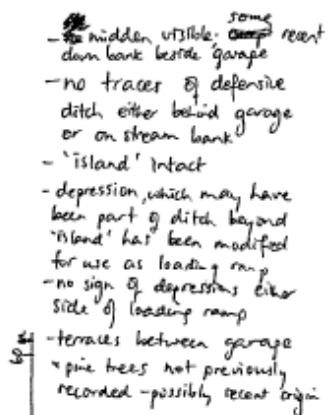 some
- midden visible. recent
down bank beside garage
- no traces of defensive
ditch either behind garage
or on stream bank
- 'island' intact
- depression, which may have
been part of ditch beyond
'island' has been modified
for use as loading ramp
- no sign of depressions either
side of loading ramp
- terraces between garage
+ pine trees not previously
recorded - possibly recent origin